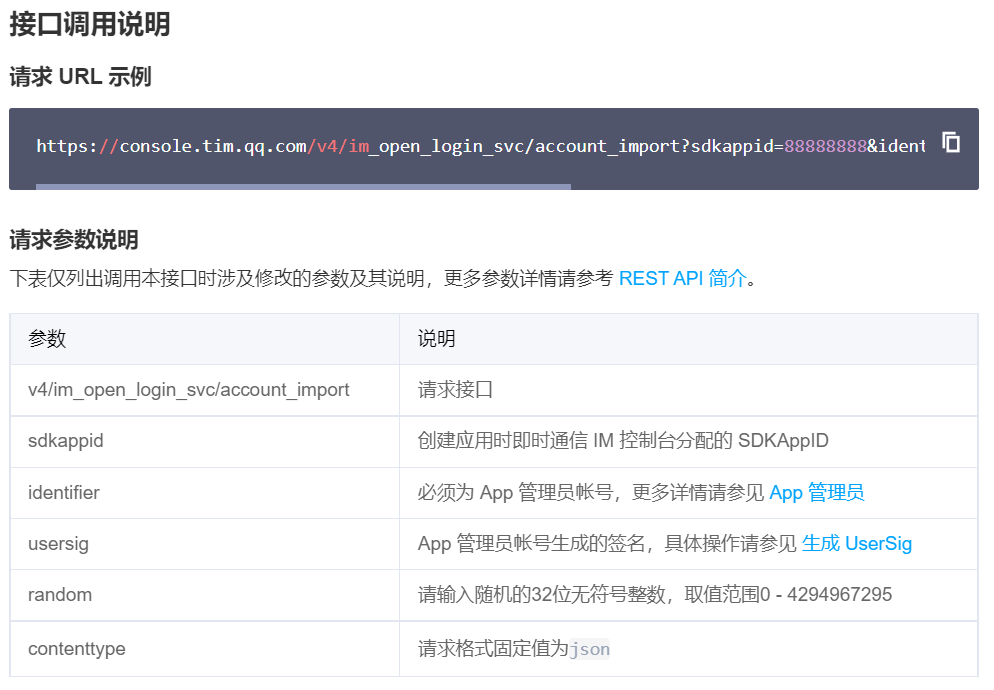 接口调用说明
请求 URL 示例
https://console.tim.qq.com/v4/im_open_login_svc/account_import?sdkappid=88888888&ident
请求参数说明
下表仅列出调用本接口时涉及修改的参数及其说明，更多参数详情请参考 REST API 简介。
参数 说明
v4/im_open_login_svc/account_import 请求接口
sdkappid 创建应用时即时通信 IM 控制台分配的 SDKAppID
identifier 必须为 App 管理员帐号，更多详情请参见 App 管理员
usersig App 管理员帐号生成的签名，具体操作请参见 生成 UserSig
random 请输入随机的32位无符号整数，取值范围0 - 4294967295
contenttype 请求格式固定值为json